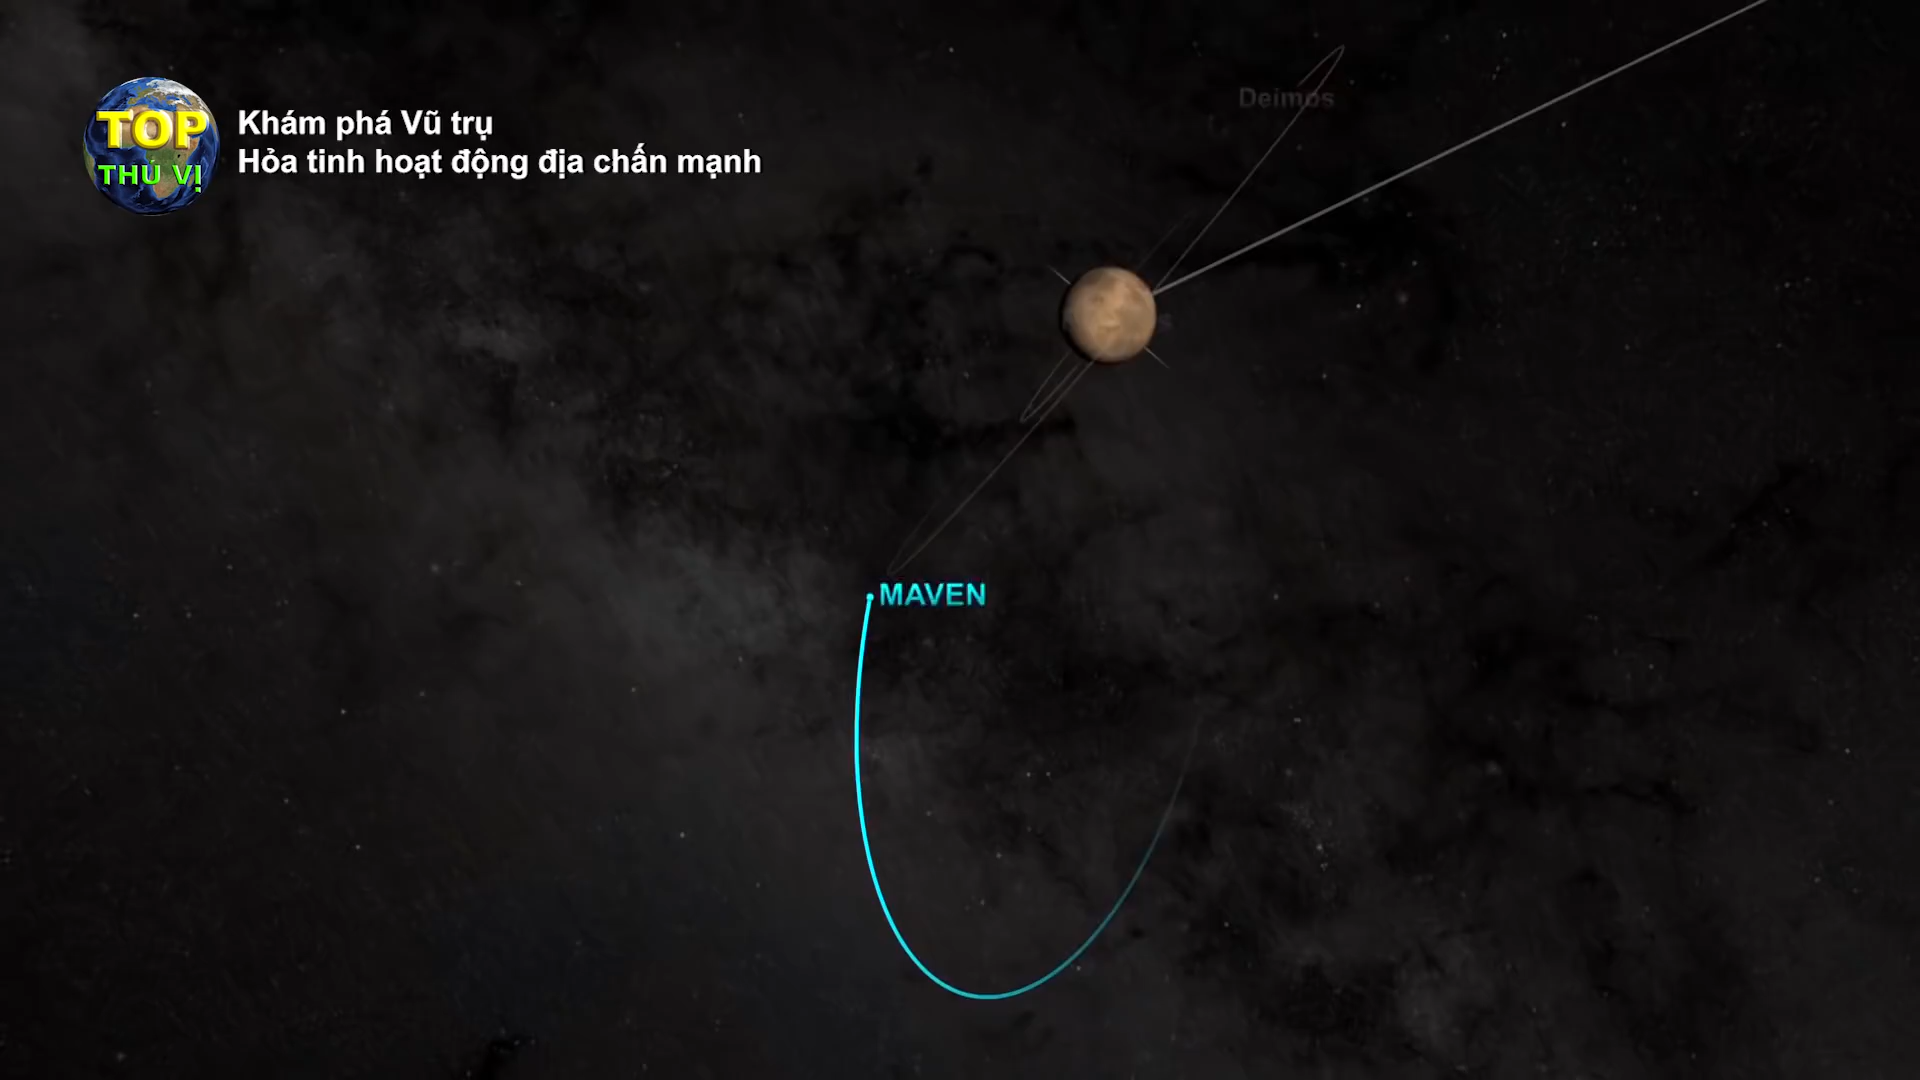 TOP
THÚ VỊ
Khám phá Vũ trụ
Hỏa tinh hoạt động địa chấn mạnh
Deimos
MAVEN